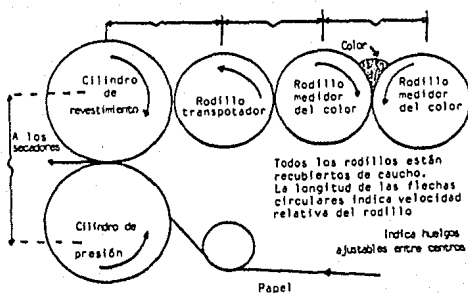 Color
Cilindro
de
revestimiento
Rodillo
transpotador
Rodillo
medidor
del color
Rodillo
medidor
del color
A los
secadores
Todos los rodillos están
recubiertos de caucho.
La longitud de las flechas
circulares indica velocidad
relativa del rodillo
Cilindro de
presión
Indica huelgos
ajustables entre centros
Papel